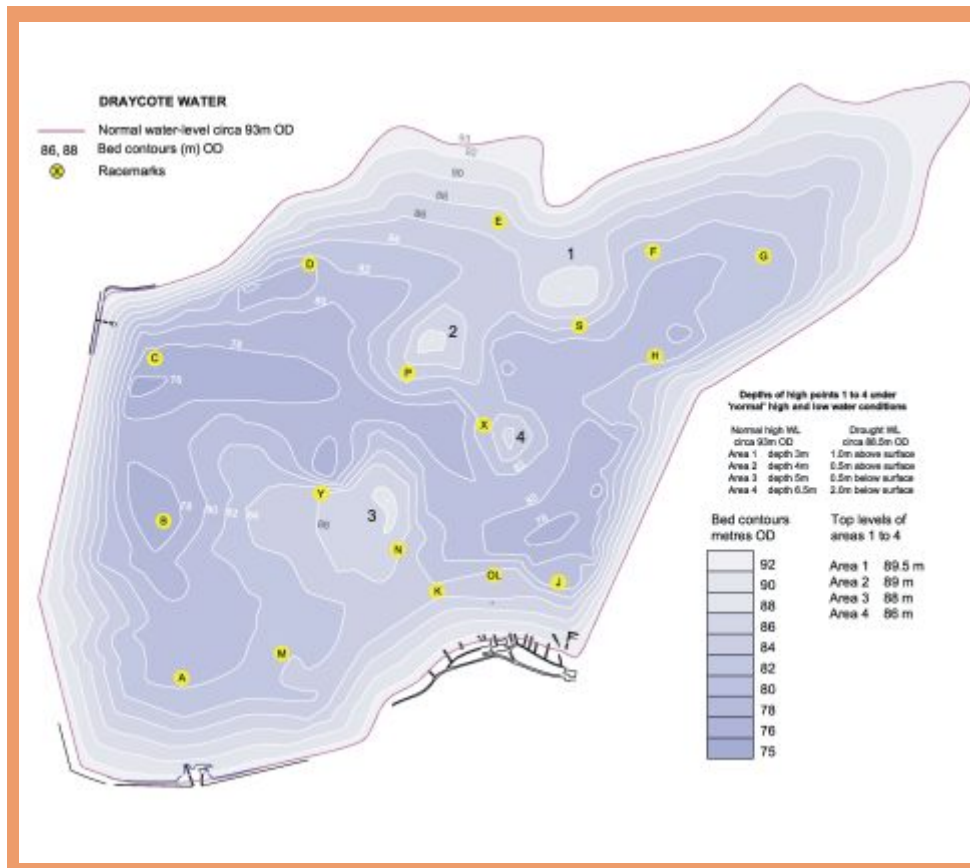 DRAYCOTE WATER
Normal water-level circa 93m OD
86, 88 Bed contours (m) OD
X Racemarks
92
90
88
86
E
84
1
F
G
D
82
80
2
S
C
78
H
P
78
X
4
Depths of high points 1 to 4 under
'normal' high and low water conditions
Normal high WL Draught WL
circa 93m OD circa 86.5m OD
Area 1 depth 3m 1.0m above surface
Area 2 depth 4m 0.5m above surface
Area 3 depth 5m 0.5m below surface
Area 4 depth 6.5m 2.0m below surface
Y
78
80
82
84
86
3
B
80
78
N
OL
J
K
M
A
Bed contours
metres OD
92
90
88
86
84
82
80
78
76
75
Top levels of
areas 1 to 4
Area 1 89.5 m
Area 2 89 m
Area 3 88 m
Area 4 86 m